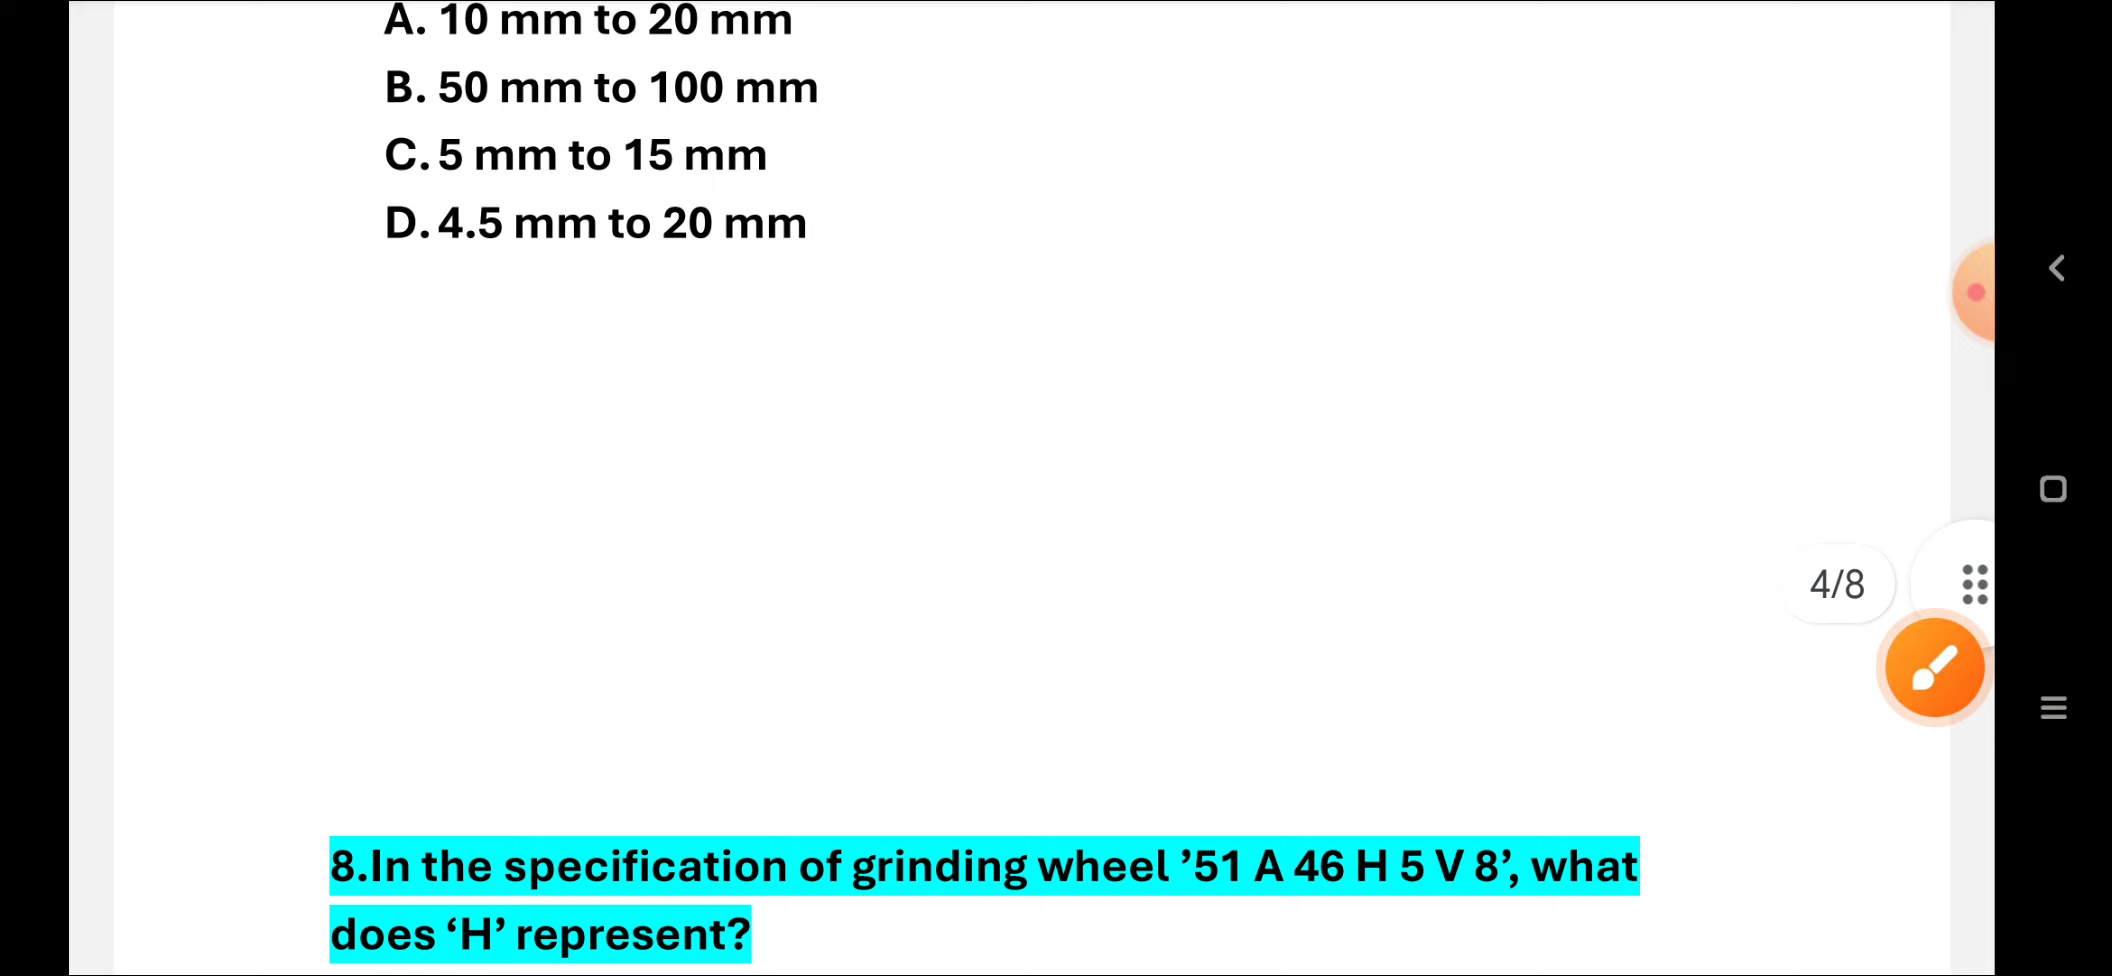 A. 10 mm to 20 mm
B. 50 mm to 100 mm
C. 5 mm to 15 mm
D. 4.5 mm to 20 mm
4/8
8.In the specification of grinding wheel ’51 A 46 H 5 V 8’, what
does ‘H’ represent?